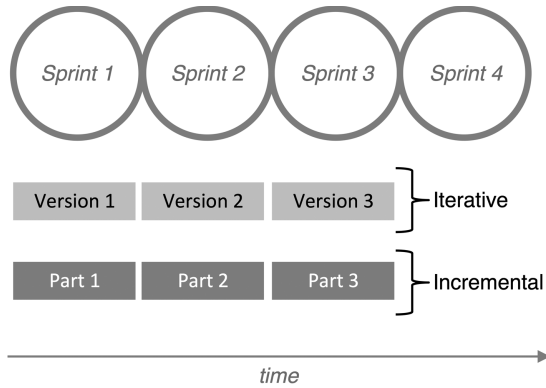 Sprint 1 Sprint 2 Sprint 3 Sprint 4
Version 1 Version 2 Version 3 Iterative
Part 1 Part 2 Part 3 Incremental
time